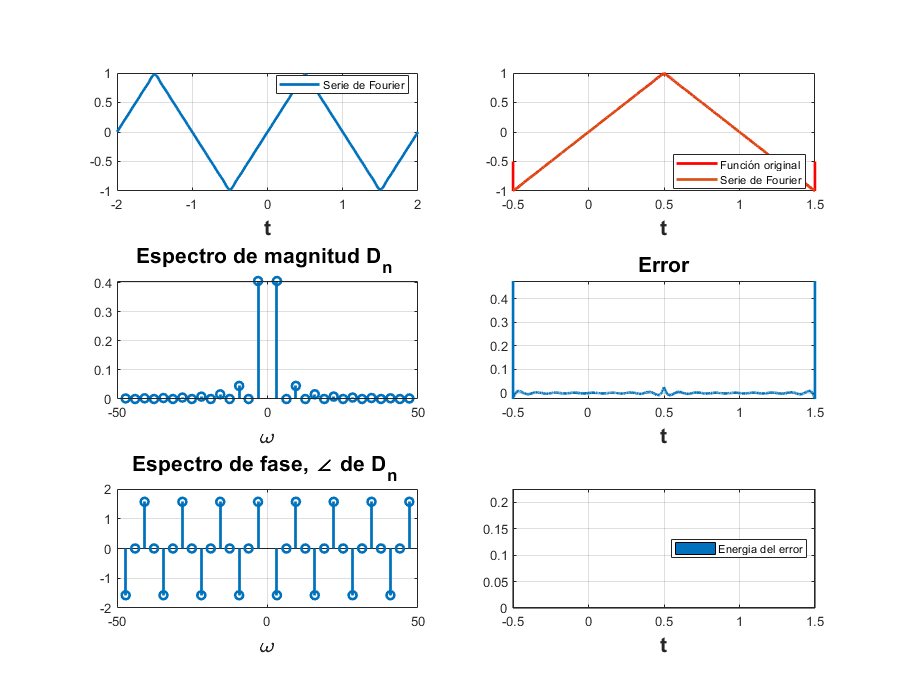 1
0.5
0
-0.5
-1
-2 -1 0 1 2
t
Serie de Fourier
1
0.5
0
-0.5
-1
-0.5 0 0.5 1 1.5
t
Función original
Serie de Fourier
Espectro de magnitud Dn
0.4
0.3
0.2
0.1
0
-50 0 50
ω
Error
0.4
0.3
0.2
0.1
0
-0.5 0 0.5 1 1.5
t
Espectro de fase, ∠ de Dn
2
1
0
-1
-2
-50 0 50
ω
0.2
0.15
0.1
0.05
0
-0.5 0 0.5 1 1.5
t
Energia del error